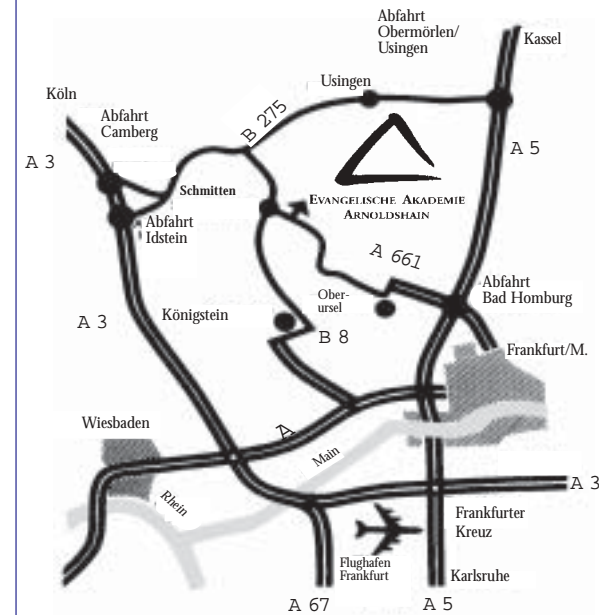 Abfahrt
Obermörlen/
Usingen
Kassel
Usingen
Köln
Abfahrt
Camberg
B 275
A 3
A 5
Schmitten
EVANGELISCHE AKADEMIE
ARNOLDSHAIN
Abfahrt
Idstein
A 661
Abfahrt
Bad Homburg
Ober-
ursel
A 3
Königstein
B 8
Frankfurt/M.
Wiesbaden
A
Main
Rhein
A 3
Frankfurter
Kreuz
Flughafen
Frankfurt
Karlsruhe
A 67
A 5